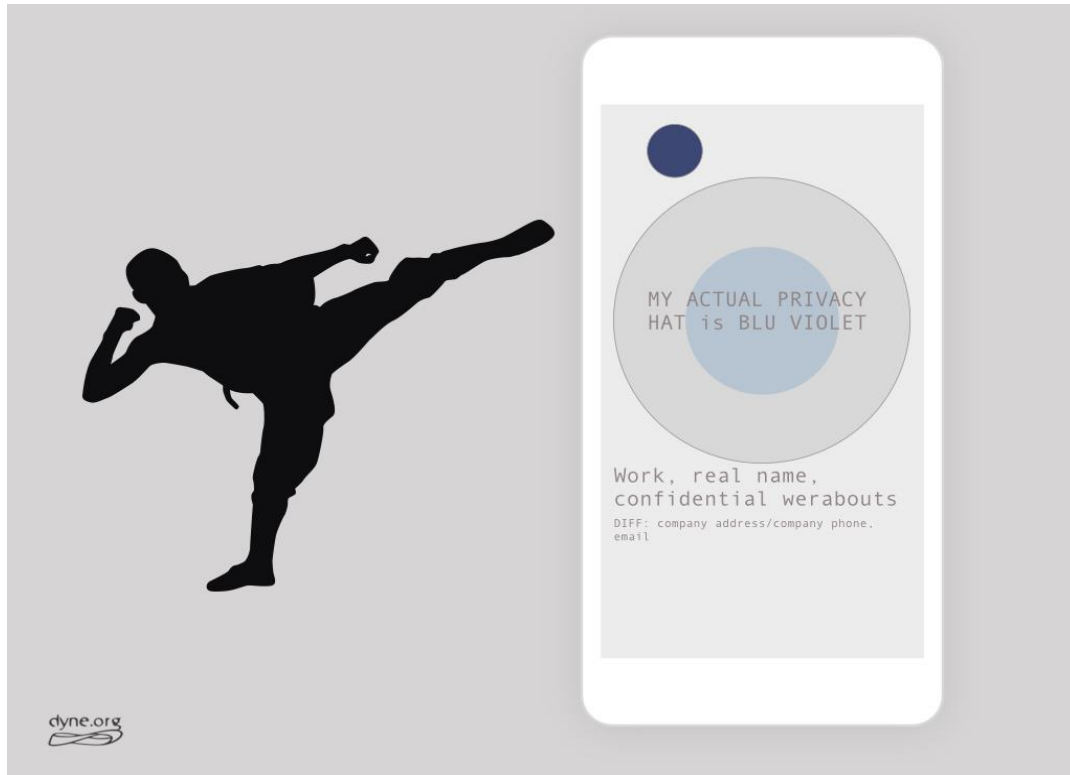 MY ACTUAL PRIVACY
HAT is BLU VIOLET
Work, real name,
confidential werabouts
DIFF: company address/company phone,
email
dyne.org